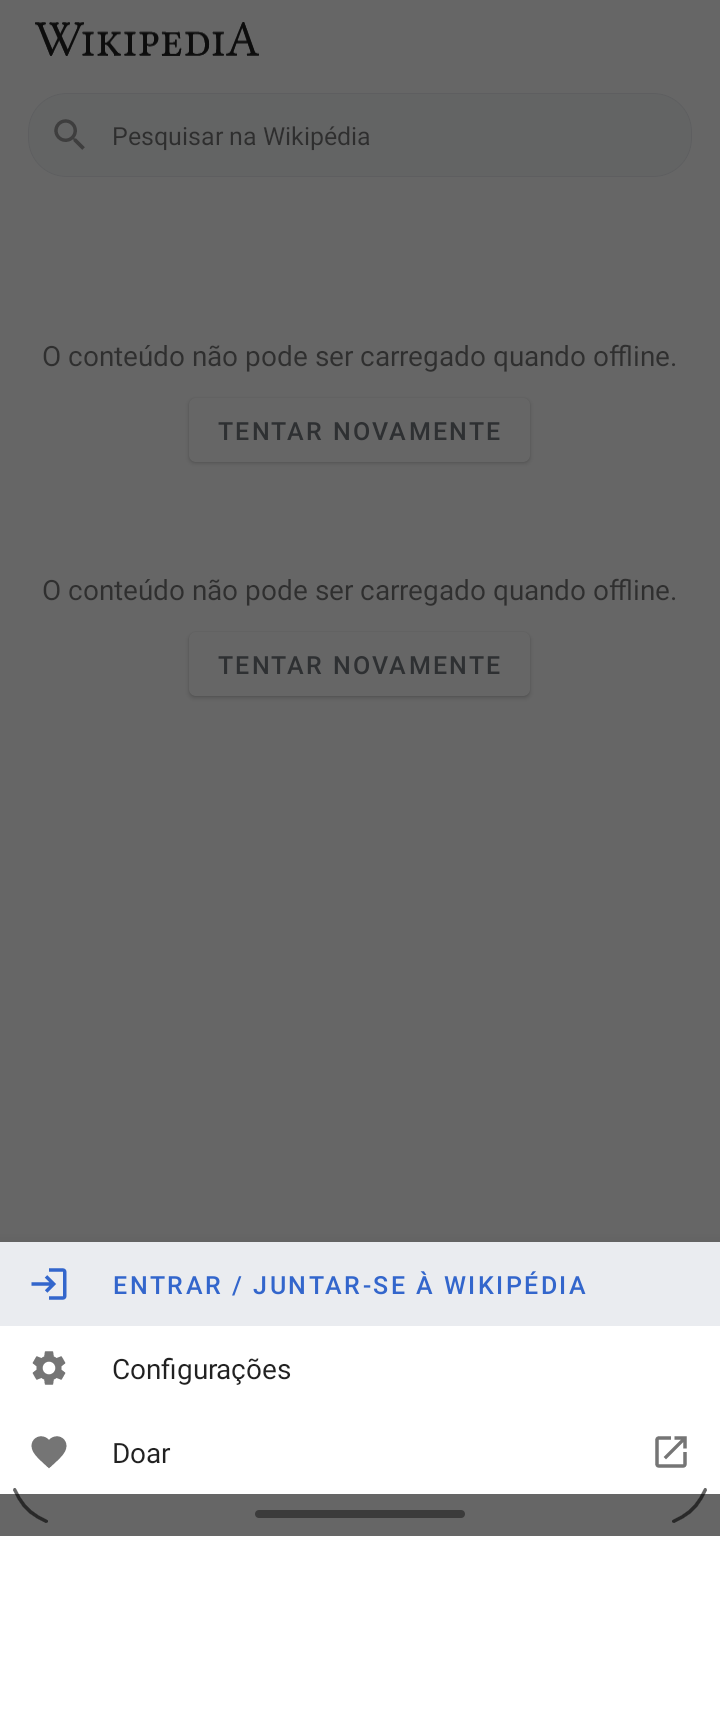 WIKIPEDIA
Pesquisar na Wikipédia
O conteúdo não pode ser carregado quando offline.
TENTAR NOVAMENTE
O conteúdo não pode ser carregado quando offline.
TENTAR NOVAMENTE
ENTRAR / JUNTAR-SE À WIKIPÉDIA
Configurações
Doar